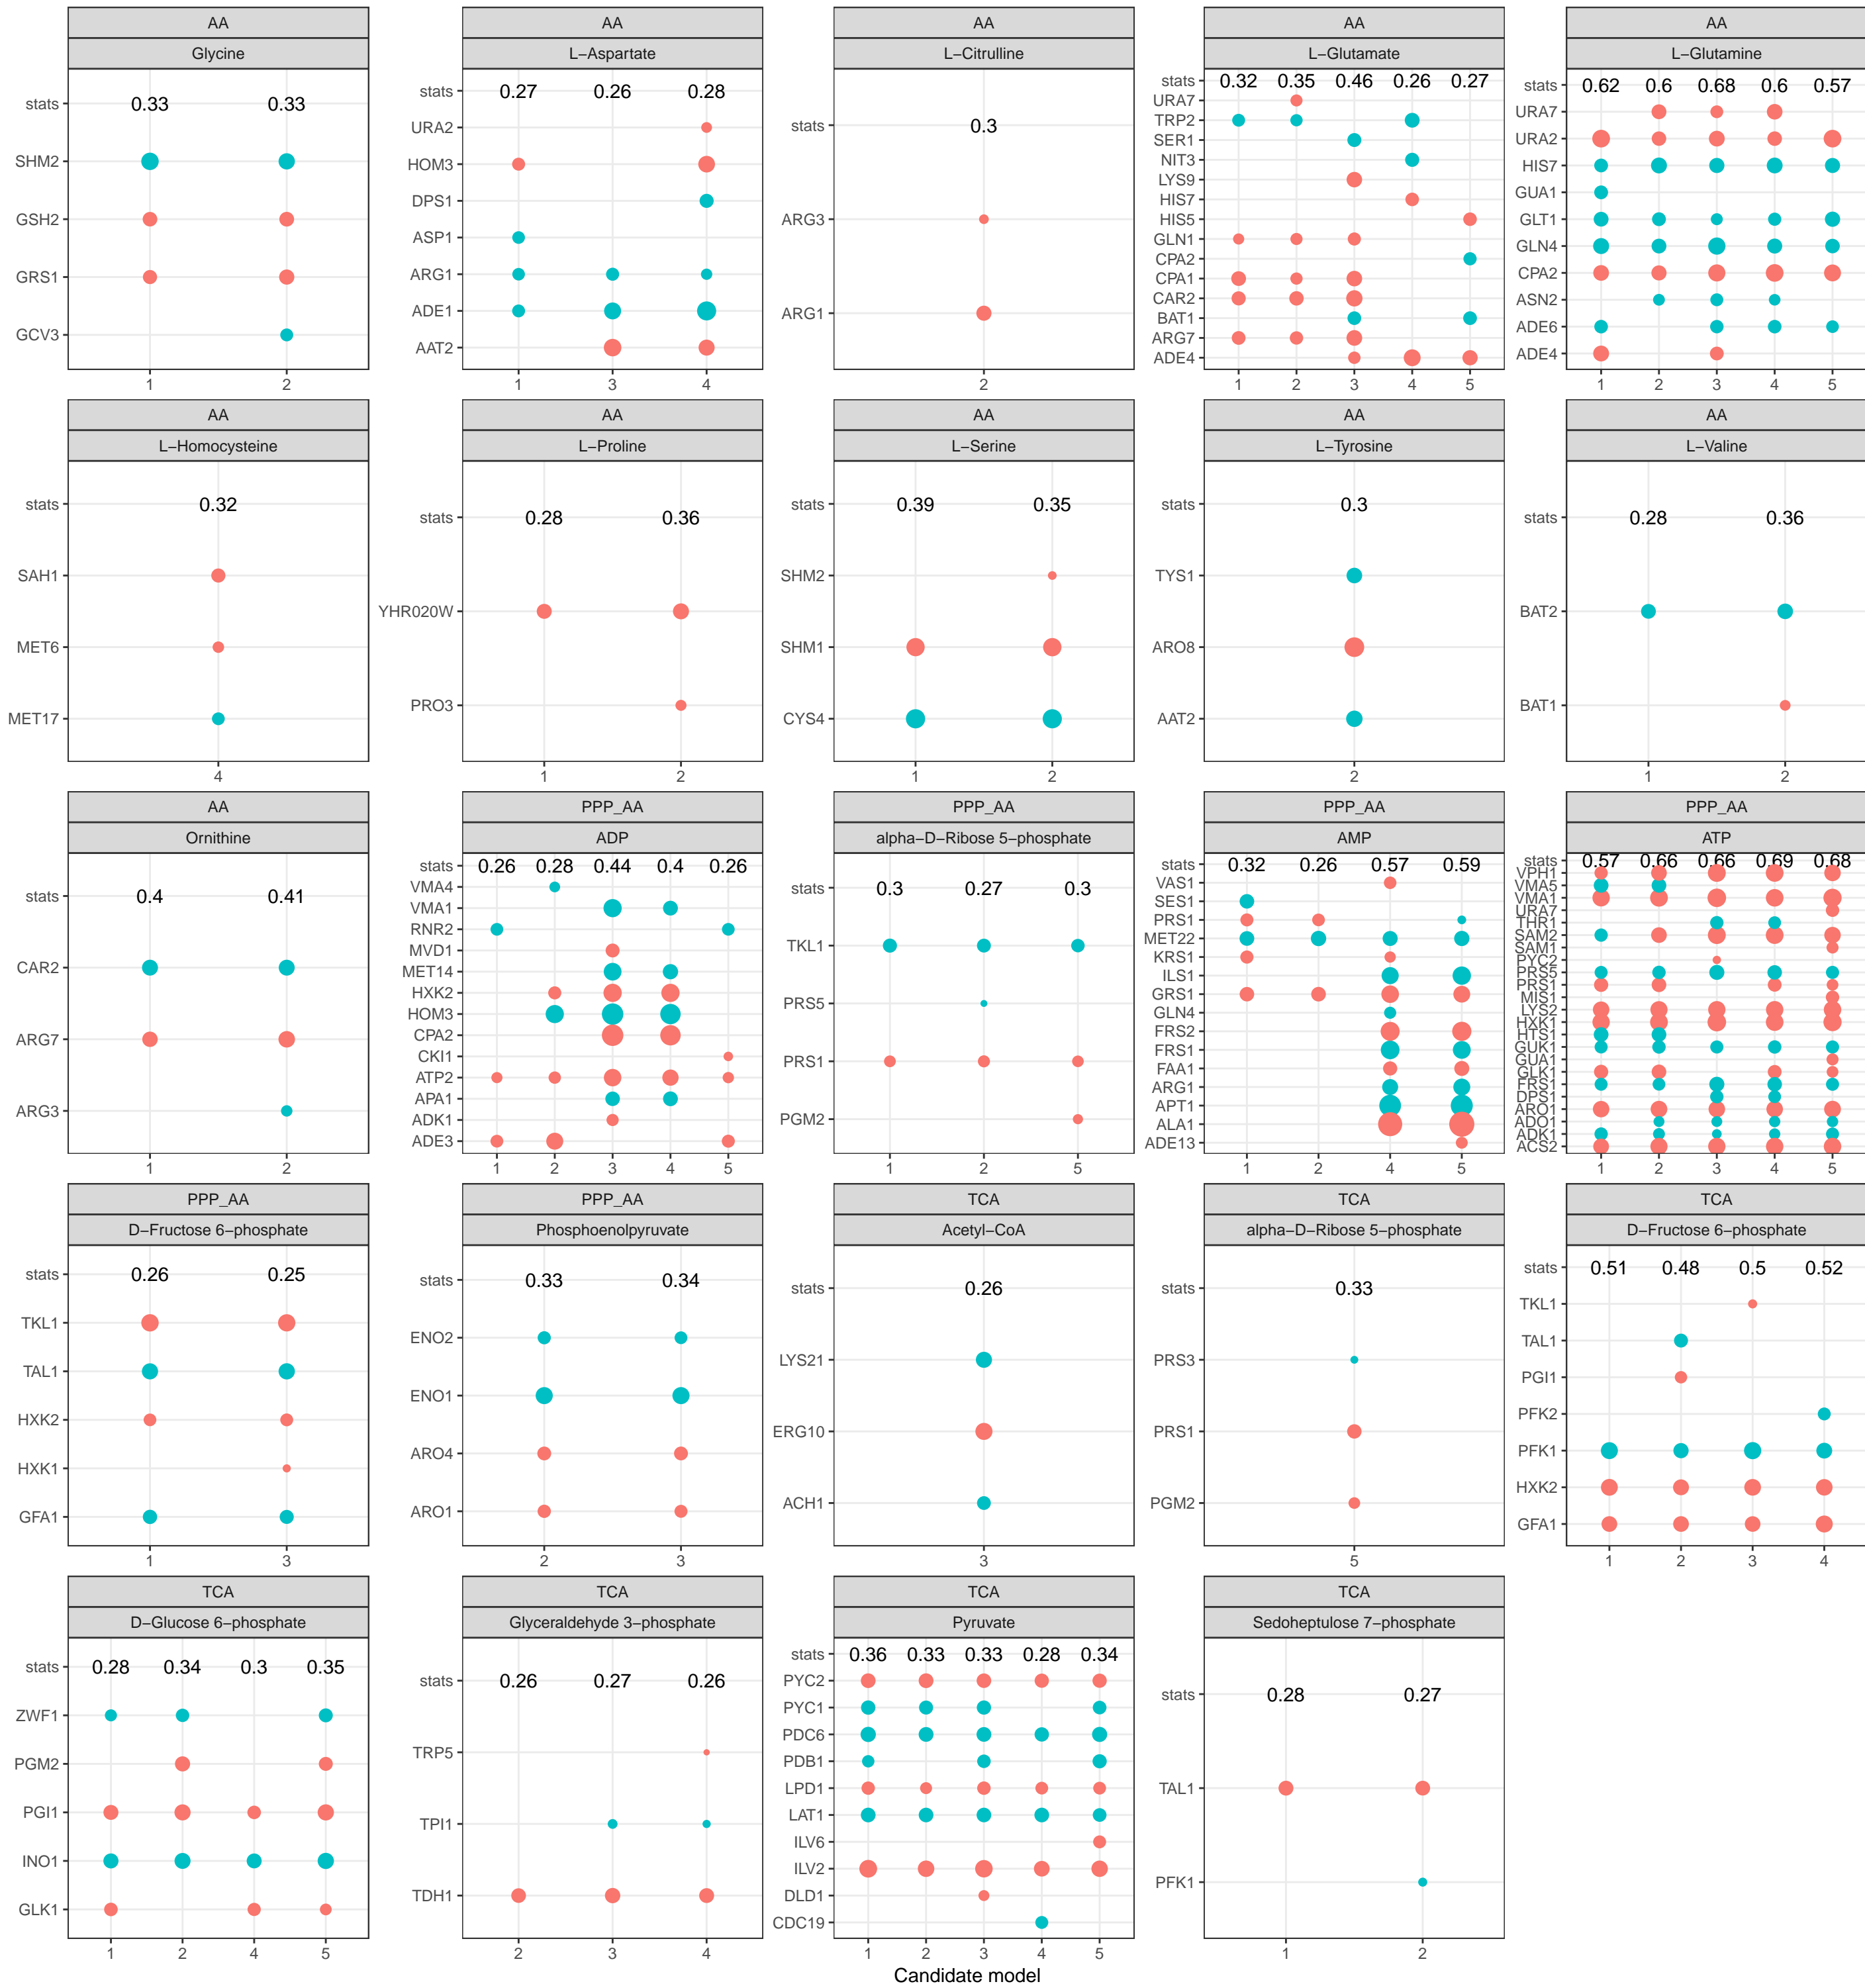 AA
Glycine
stats 0.33 0.33
SHM2
GSH2
GRS1
GCV3
1 2
AA
L−Aspartate
stats 0.27 0.26 0.28
URA2
HOM3
DPS1
ASP1
ARG1
ADE1
AAT2
1 3 4
AA
L−Citrulline
stats 0.3
ARG3
ARG1
2
AA
L−Glutamate
stats 0.32 0.35 0.46 0.26 0.27
URA7
TRP2
SER1
NIT3
LYS9
HIS7
HIS5
GLN1
CPA2
CPA1
CAR2
BAT1
ARG7
ADE4
1 2 3 4 5
AA
L−Glutamine
stats 0.62 0.6 0.68 0.6 0.57
URA7
URA2
HIS7
GUA1
GLT1
GLN4
CPA2
ASN2
ADE6
ADE4
1 2 3 4 5
AA
L−Homocysteine
stats 0.32
SAH1
MET6
MET17
4
AA
L−Proline
stats 0.28 0.36
YHR020W
PRO3
1 2
AA
L−Serine
stats 0.39 0.35
SHM2
SHM1
CYS4
1 2
AA
L−Tyrosine
stats 0.3
TYS1
ARO8
AAT2
2
AA
L−Valine
stats 0.28 0.36
BAT2
BAT1
1 2
AA
Ornithine
stats 0.4 0.41
CAR2
ARG7
ARG3
1 2
PPP_AA
ADP
stats 0.26 0.28 0.44 0.4 0.26
VMA4
VMA1
RNR2
MVD1
MET14
HXK2
HOM3
CPA2
CKI1
ATP2
APA1
ADK1
ADE3
1 2 3 4 5
PPP_AA
alpha−D−Ribose 5−phosphate
stats 0.3 0.27 0.3
TKL1
PRS5
PRS1
PGM2
1 2 5
PPP_AA
AMP
stats 0.32 0.26 0.57 0.59
VAS1
SES1
PRS1
MET22
KRS1
ILS1
GRS1
GLN4
FRS2
FRS1
FAA1
ARG1
APT1
ALA1
ADE13
1 2 4 5
PPP_AA
ATP
stats 0.57 0.66 0.66 0.69 0.68
VPH1
VMA5
VMA1
URA7
THR1
SAM2
SAM1
PYC2
PRS5
PRS1
MIS1
LYS2
HXK1
HTS1
GUK1
GUA1
GLK1
FRS1
DPS1
ARO1
ADO1
ADK1
ACS2
1 2 3 4 5
PPP_AA
D−Fructose 6−phosphate
stats 0.26 0.25
TKL1
TAL1
HXK2
HXK1
GFA1
1 3
PPP_AA
Phosphoenolpyruvate
stats 0.33 0.34
ENO2
ENO1
ARO4
ARO1
2 3
TCA
Acetyl−CoA
stats 0.26
LYS21
ERG10
ACH1
3
TCA
alpha−D−Ribose 5−phosphate
stats 0.33
PRS3
PRS1
PGM2
5
TCA
D−Fructose 6−phosphate
stats 0.51 0.48 0.5 0.52
TKL1
TAL1
PGI1
PFK2
PFK1
HXK2
GFA1
1 2 3 4
TCA
D−Glucose 6−phosphate
stats 0.28 0.34 0.3 0.35
ZWF1
PGM2
PGI1
INO1
GLK1
1 2 4 5
TCA
Glyceraldehyde 3−phosphate
stats 0.26 0.27 0.26
TRP5
TPI1
TDH1
2 3 4
TCA
Pyruvate
stats 0.36 0.33 0.33 0.28 0.34
PYC2
PYC1
PDC6
PDB1
LPD1
LAT1
ILV6
ILV2
DLD1
CDC19
1 2 3 4 5
TCA
Sedoheptulose 7−phosphate
stats 0.28 0.27
TAL1
PFK1
1 2
Candidate model